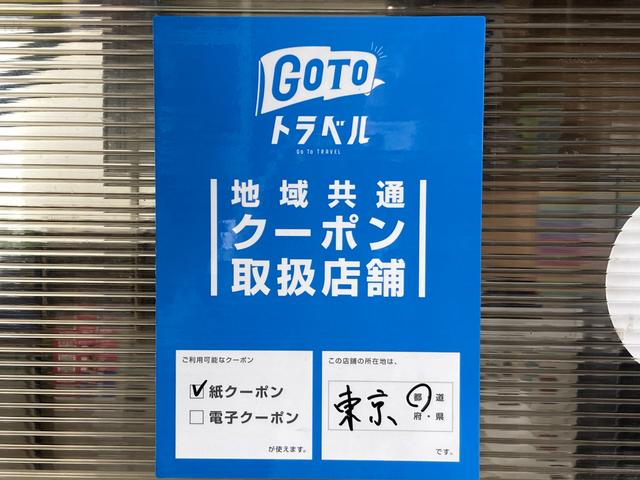 GOTO
トラベル
Go To TRAVEL
地域共通
クーポン
取扱店舗
ご利用可能なクーポン
紙クーポン
電子クーポン
が使えます。
この店舗の所在地は、
東京 都 道
府・県
です。